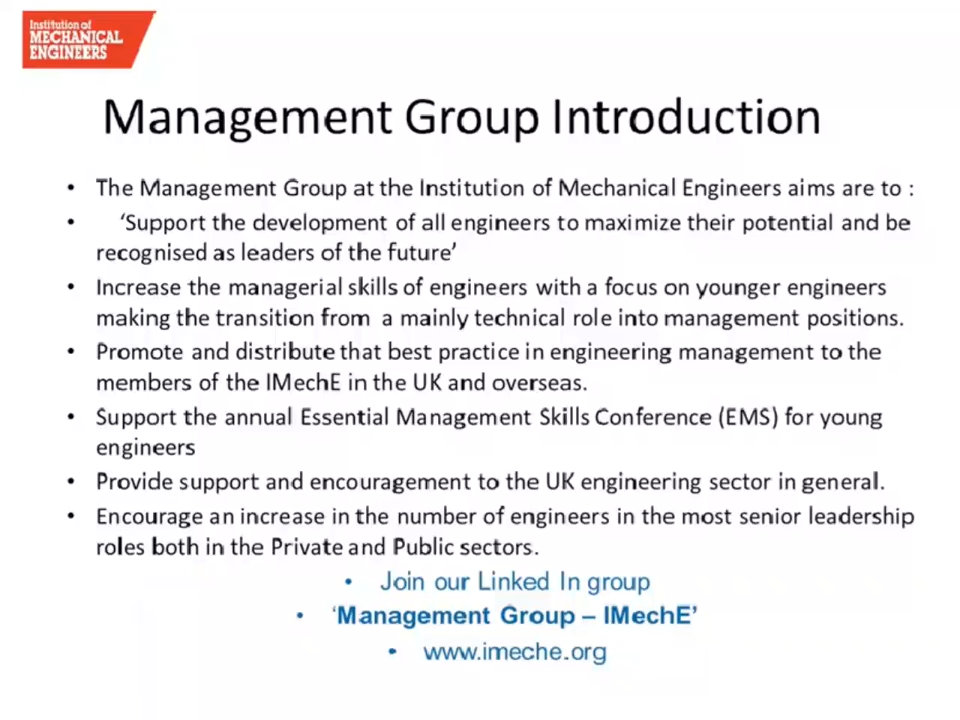 Institution of
MECHANICAL
ENGINEERS
Management Group Introduction
• The Management Group at the Institution of Mechanical Engineers aims are to :
• ‘Support the development of all engineers to maximize their potential and be
recognised as leaders of the future’
• Increase the managerial skills of engineers with a focus on younger engineers
making the transition from a mainly technical role into management positions.
• Promote and distribute that best practice in engineering management to the
members of the IMechE in the UK and overseas.
• Support the annual Essential Management Skills Conference (EMS) for young
engineers
• Provide support and encouragement to the UK engineering sector in general.
• Encourage an increase in the number of engineers in the most senior leadership
roles both in the Private and Public sectors.
• Join our Linked In group
• ‘Management Group – IMechE’
• www.imeche.org